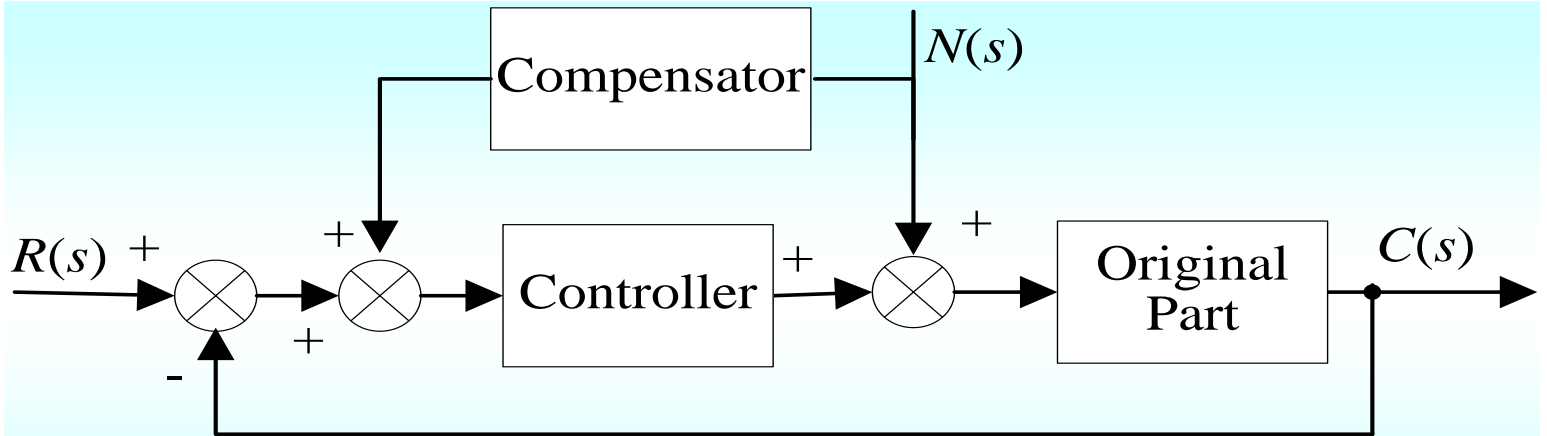 N(s)
Compensator
+
+
R(s)
+
C(s)
+
Controller
Original
Part
+
-